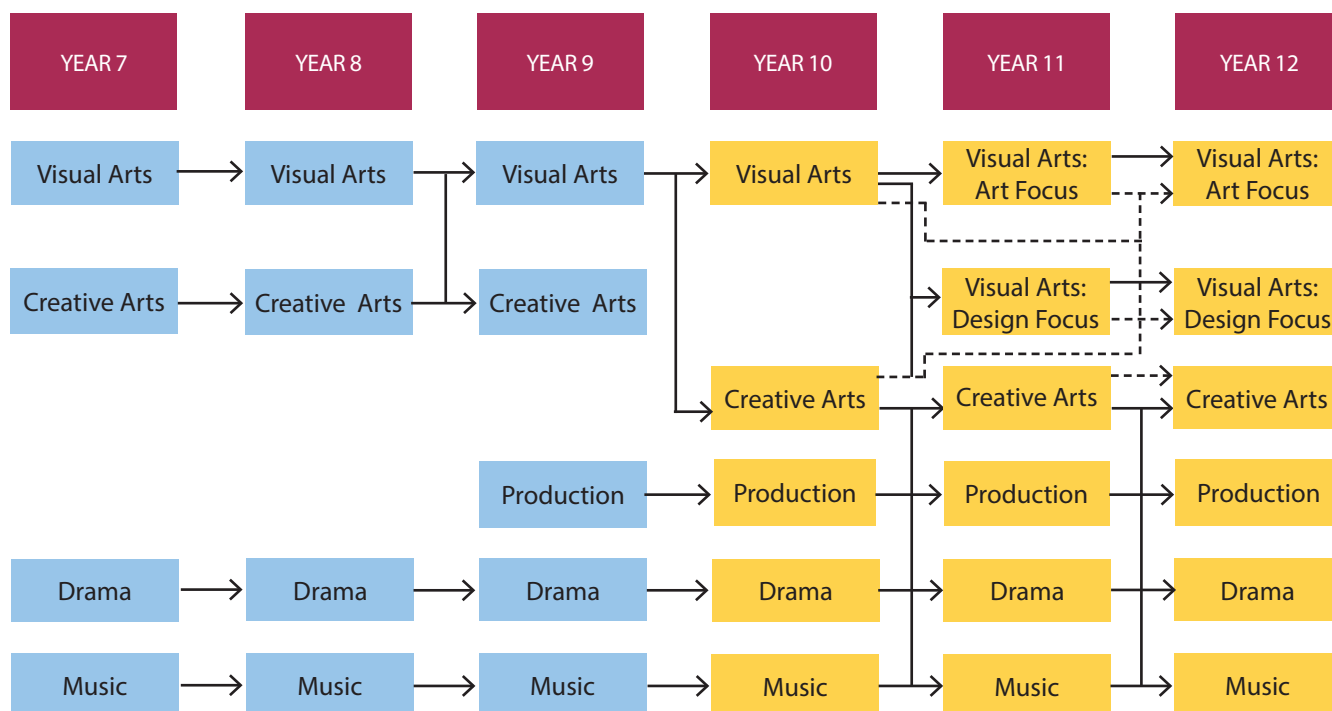 YEAR 7
YEAR 8
YEAR 9
YEAR 10
YEAR 11
YEAR 12
Visual Arts
Visual Arts
Visual Arts
Visual Arts
Visual Arts:
Art Focus
Visual Arts:
Art Focus
Creative Arts
Creative Arts
Creative Arts
Visual Arts:
Design Focus
Visual Arts:
Design Focus
Creative Arts
Creative Arts
Creative Arts
Production
Production
Production
Production
Drama
Drama
Drama
Drama
Drama
Drama
Music
Music
Music
Music
Music
Music